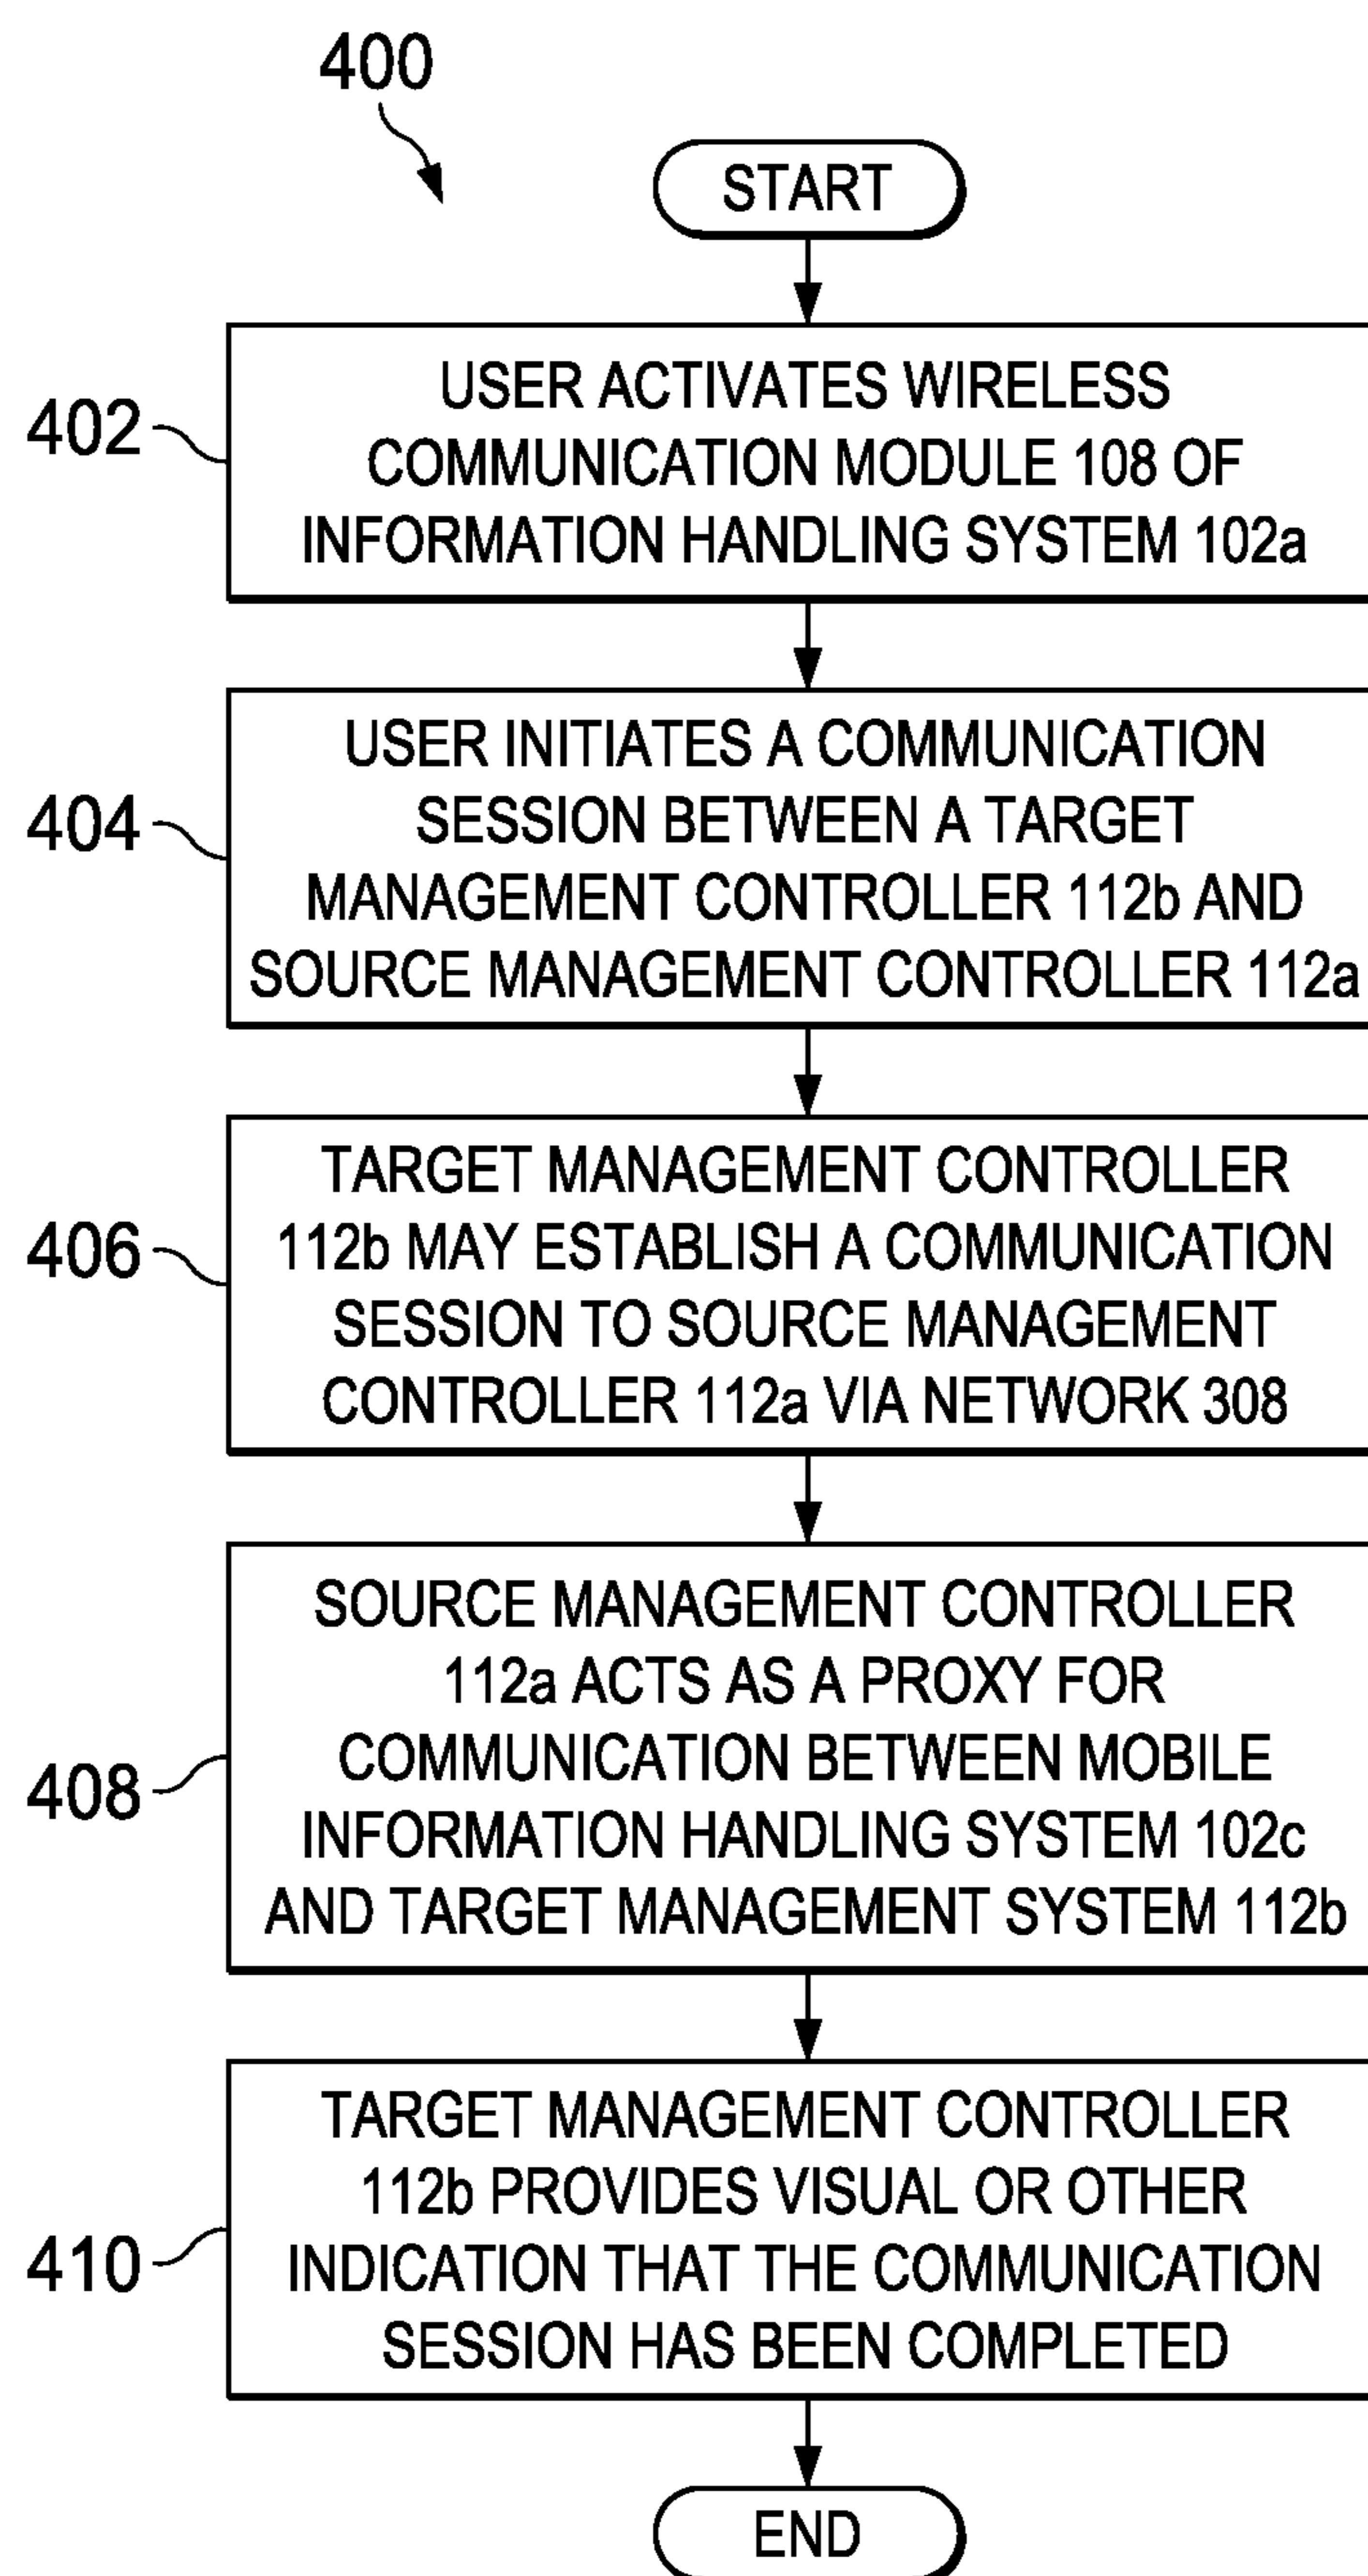 400
START
402
USER ACTIVATES WIRELESS
COMMUNICATION MODULE 108 OF
INFORMATION HANDLING SYSTEM 102a
404
USER INITIATES A COMMUNICATION
SESSION BETWEEN A TARGET
MANAGEMENT CONTROLLER 112b AND
SOURCE MANAGEMENT CONTROLLER 112a
406
TARGET MANAGEMENT CONTROLLER
112b MAY ESTABLISH A COMMUNICATION
SESSION TO SOURCE MANAGEMENT
CONTROLLER 112a VIA NETWORK 308
408
SOURCE MANAGEMENT CONTROLLER
112a ACTS AS A PROXY FOR
COMMUNICATION BETWEEN MOBILE
INFORMATION HANDLING SYSTEM 102c
AND TARGET MANAGEMENT SYSTEM 112b
410
TARGET MANAGEMENT CONTROLLER
112b PROVIDES VISUAL OR OTHER
INDICATION THAT THE COMMUNICATION
SESSION HAS BEEN COMPLETED
END